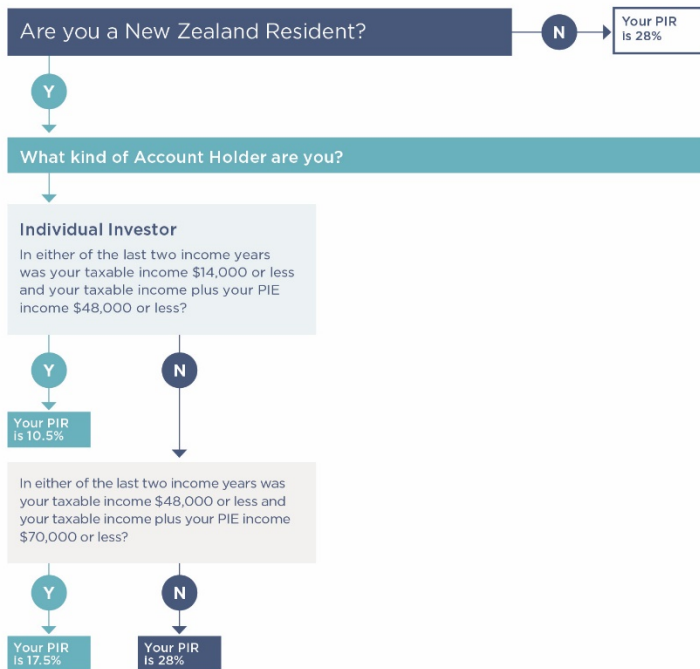 Are you a New Zealand Resident?
N
Your PIR
is 28%
Y
What kind of Account Holder are you?
Individual Investor
In either of the last two income years
was your taxable income $14,000 or less
and your taxable income plus your PIE
income $48,000 or less?
Y
N
Your PIR
is 10.5%
In either of the last two income years was
your taxable income $48,000 or less and
your taxable income plus your PIE income
$70,000 or less?
Y
N
Your PIR
is 17.5%
Your PIR
is 28%